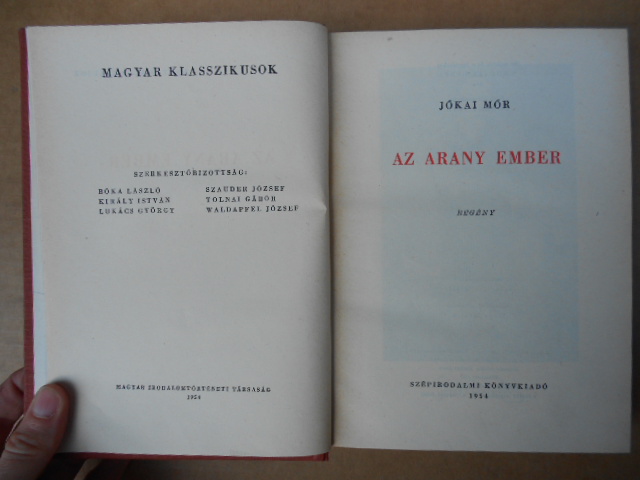 MAGYAR KLASSZIKUSOK
SZERKESZTŐBIZOTTSÁG:
BÓKA LÁSZLÓ
KIRÁLY ISTVÁN
LUKÁCS GYÖRGY
SZAUDER JÓZSEF
TOLNAI GÁBOR
WALDAPFEL JÓZSEF
MAGYAR IRODALOMTÖRTÉNETI TÁRSASÁG
1954
JÓKAI MÓR
AZ ARANY EMBER
REGÉNY
SZÉPIRODALMI KÖNYVKIADÓ
1954